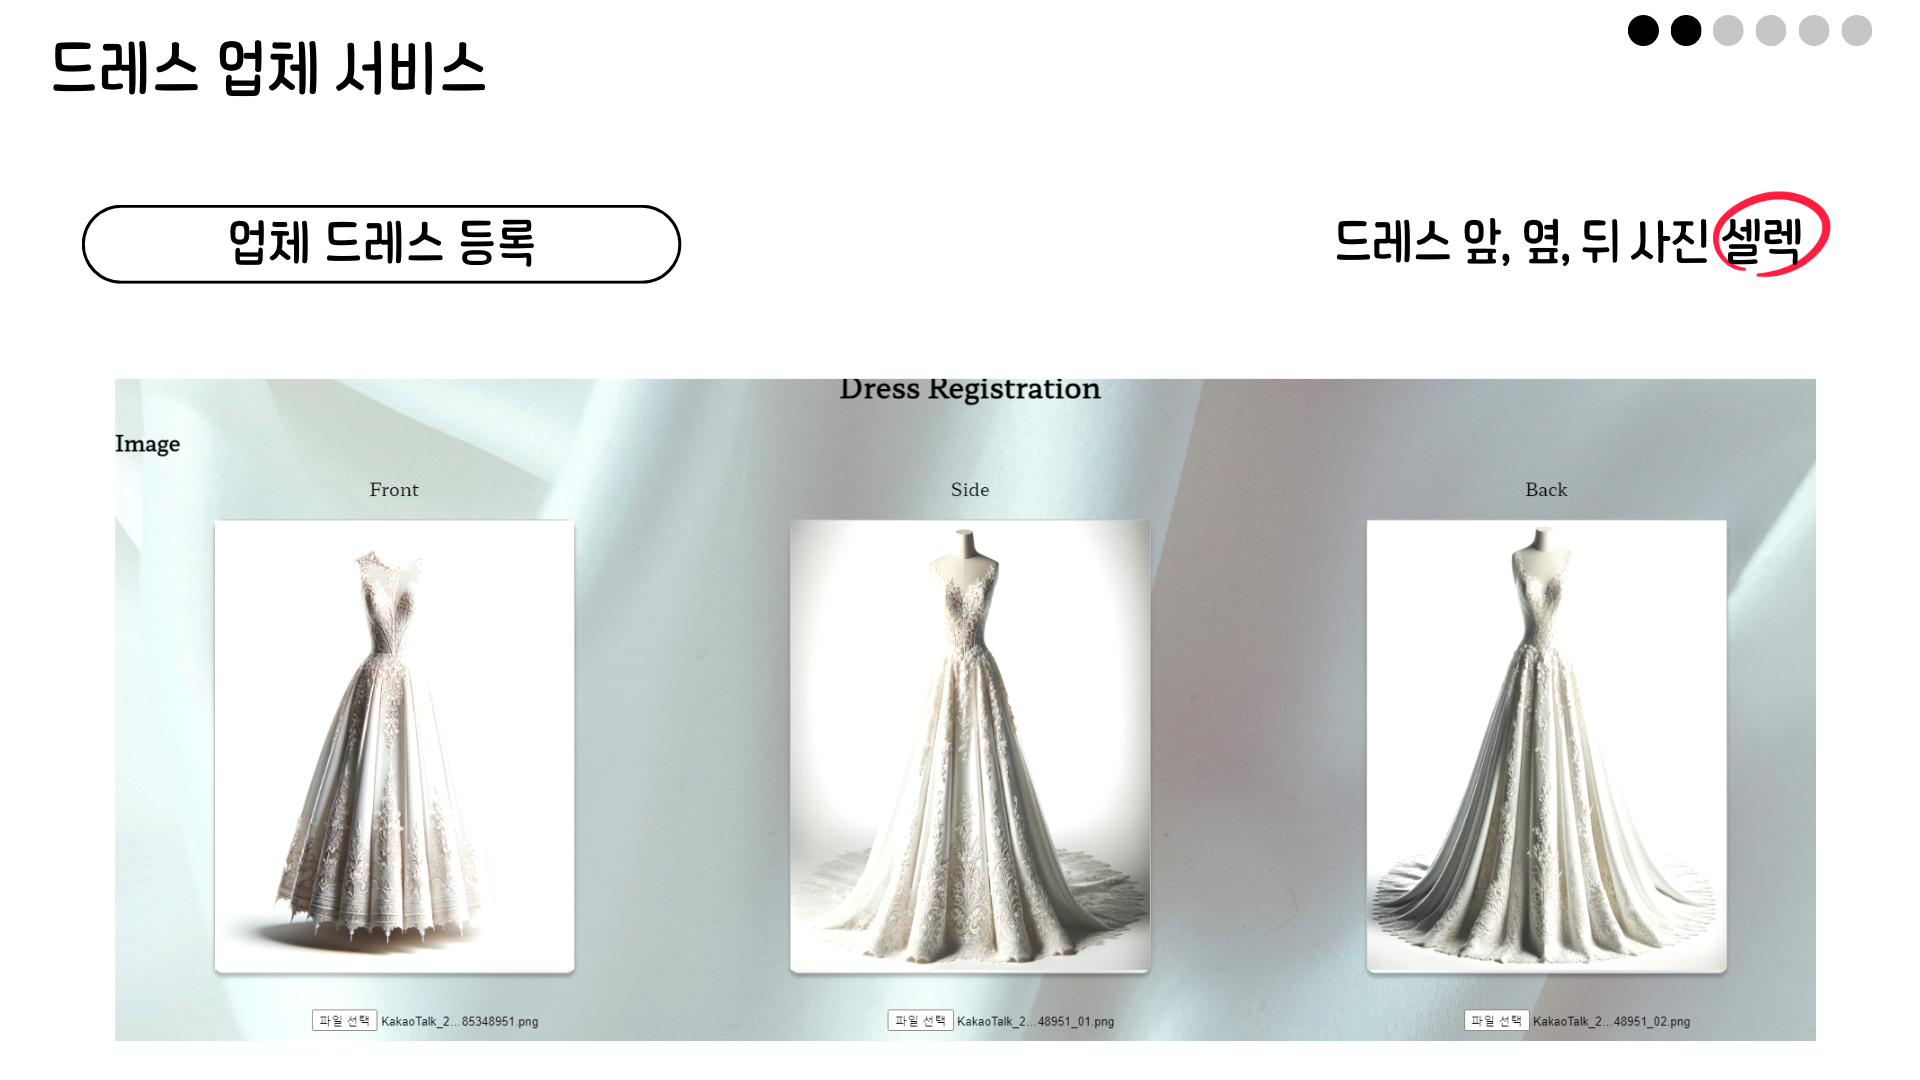 드레스 업체 서비스
업체 드레스 등록
드레스 앞, 옆, 뒤 사진 셀렉
Dress Registration
Image
Front
Side
Back
파일 선택 KakaoTalk_2...85348951.png
파일 선택 KakaoTalk_2...48951_01.png
파일 선택 KakaoTalk_2...48951_02.png